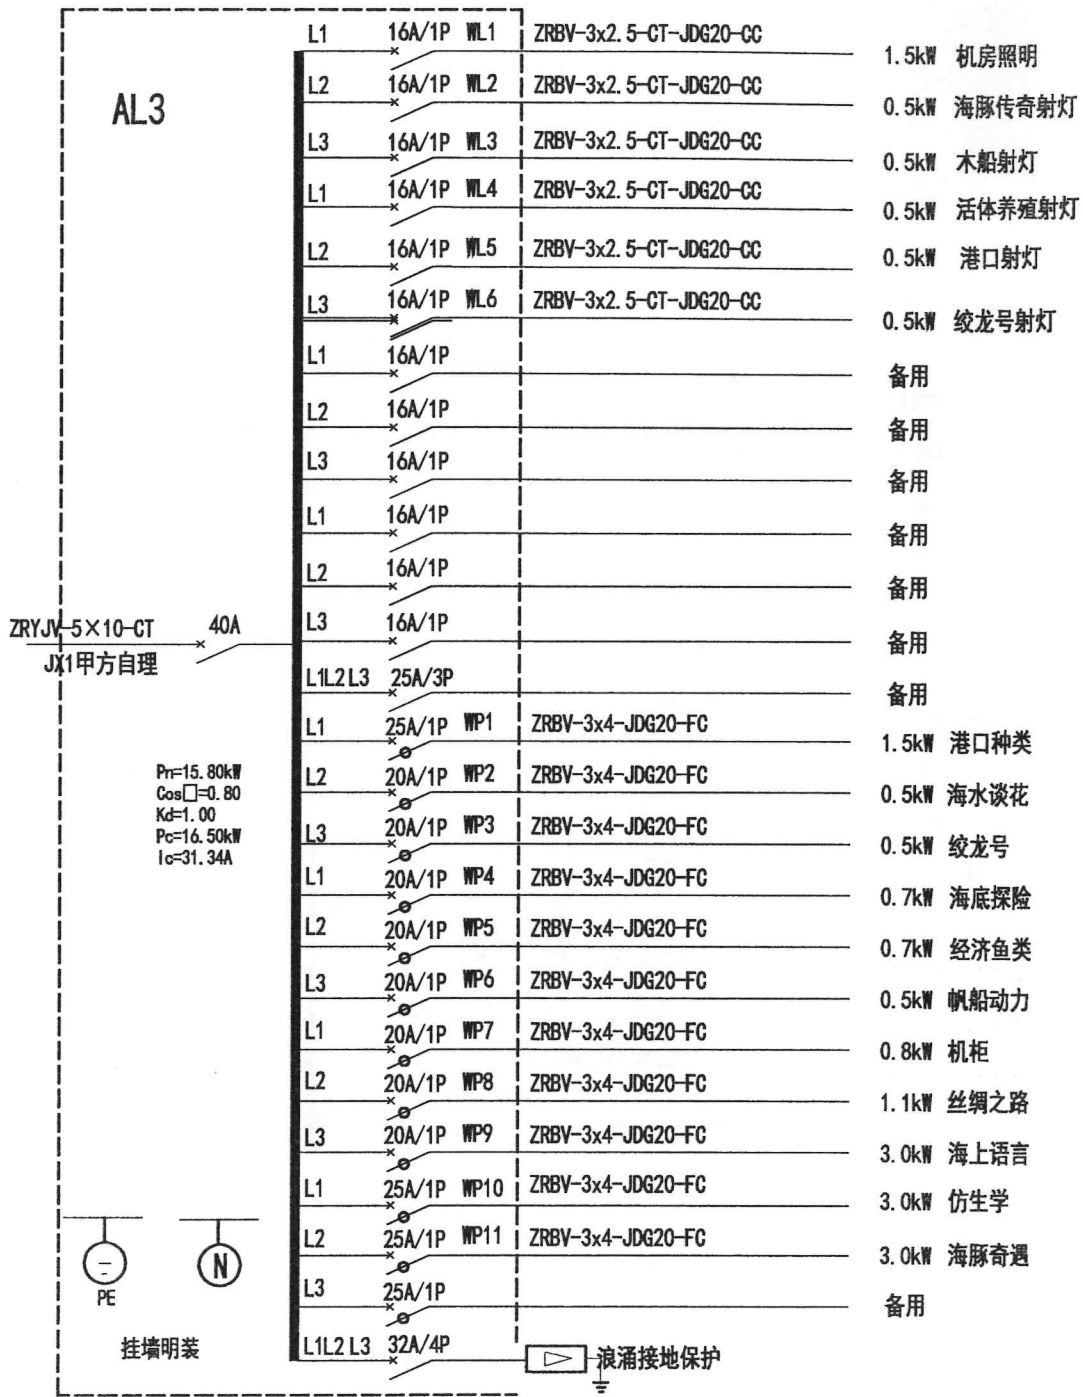 AL3
L1 16A/1P WL1 ZRBV-3x2.5-CT-JDG20-CC 1.5kW 机房照明
L2 16A/1P WL2 ZRBV-3x2.5-CT-JDG20-CC 0.5kW 海豚传奇射灯
L3 16A/1P WL3 ZRBV-3x2.5-CT-JDG20-CC 0.5kW 木船射灯
L1 16A/1P WL4 ZRBV-3x2.5-CT-JDG20-CC 0.5kW 活体养殖射灯
L2 16A/1P WL5 ZRBV-3x2.5-CT-JDG20-CC 0.5kW 港口射灯
L3 16A/1P WL6 ZRBV-3x2.5-CT-JDG20-CC 0.5kW 绞龙号射灯
L1 16A/1P 备用
L2 16A/1P 备用
L3 16A/1P 备用
L1 16A/1P 备用
L2 16A/1P 备用
L3 16A/1P 备用
ZRYJV-5×10-CT 40A
JX1甲方自理
L1L2L3 25A/3P 备用
L1 25A/1P WP1 ZRBV-3x4-JDG20-FC 1.5kW 港口种类
L2 20A/1P WP2 ZRBV-3x4-JDG20-FC 0.5kW 海水谈花
L3 20A/1P WP3 ZRBV-3x4-JDG20-FC 0.5kW 绞龙号
Pn=15.80kW
Cos□=0.80
Kd=1.00
Pc=16.50kW
Ic=31.34A
L1 20A/1P WP4 ZRBV-3x4-JDG20-FC 0.7kW 海底探险
L2 20A/1P WP5 ZRBV-3x4-JDG20-FC 0.7kW 经济鱼类
L3 20A/1P WP6 ZRBV-3x4-JDG20-FC 0.5kW 帆船动力
L1 20A/1P WP7 ZRBV-3x4-JDG20-FC 0.8kW 机柜
L2 20A/1P WP8 ZRBV-3x4-JDG20-FC 1.1kW 丝绸之路
L3 20A/1P WP9 ZRBV-3x4-JDG20-FC 3.0kW 海上语言
L1 25A/1P WP10 ZRBV-3x4-JDG20-FC 3.0kW 仿生学
L2 25A/1P WP11 ZRBV-3x4-JDG20-FC 3.0kW 海豚奇遇
L3 25A/1P 备用
N
PE
挂墙明装
L1L2L3 32A/4P 浪涌接地保护